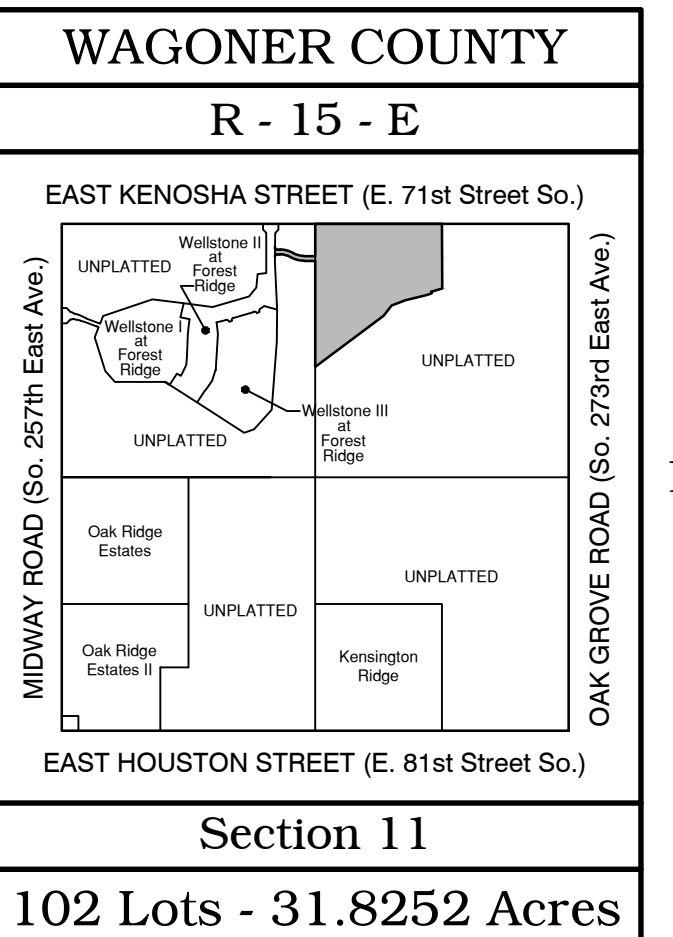 WAGONER COUNTY
R - 15 - E
EAST KENOSHA STREET (E. 71st Street So.)
MIDWAY ROAD (So. 257th East Ave.)
OAK GROVE ROAD (So. 273rd East Ave.)
UNPLATTED
Wellstone II
at
Forest
Ridge
Wellstone I
at
Forest
Ridge
UNPLATTED
Wellstone III
at
Forest
Ridge
UNPLATTED
Oak Ridge
Estates
UNPLATTED
UNPLATTED
Oak Ridge
Estates II
Kensington
Ridge
EAST HOUSTON STREET (E. 81st Street So.)
Section 11
102 Lots - 31.8252 Acres